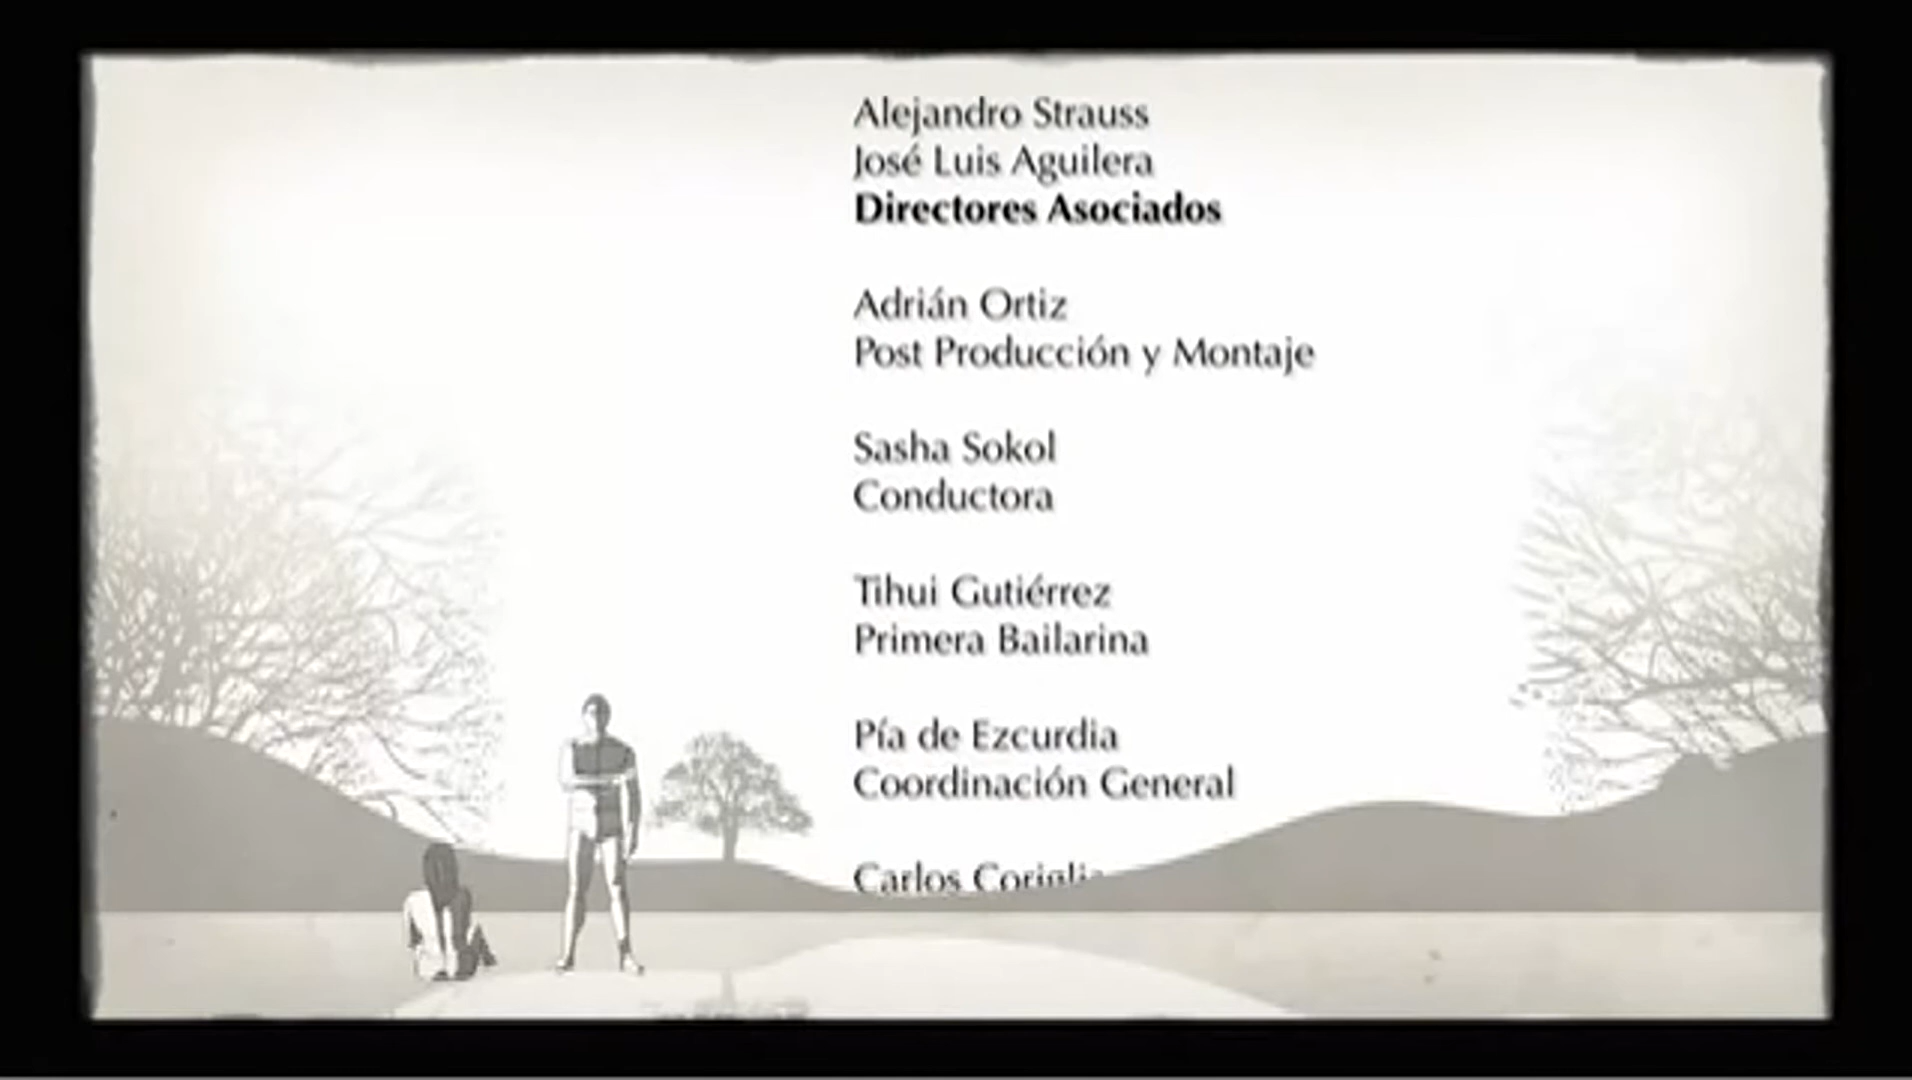 Alejandro Strauss
José Luis Aguilera
Directores Asociados
Adrián Ortiz
Post Producción y Montaje
Sasha Sokol
Conductora
Tihui Gutiérrez
Primera Bailarina
Pía de Ezcurdia
Coordinación General
Carlos